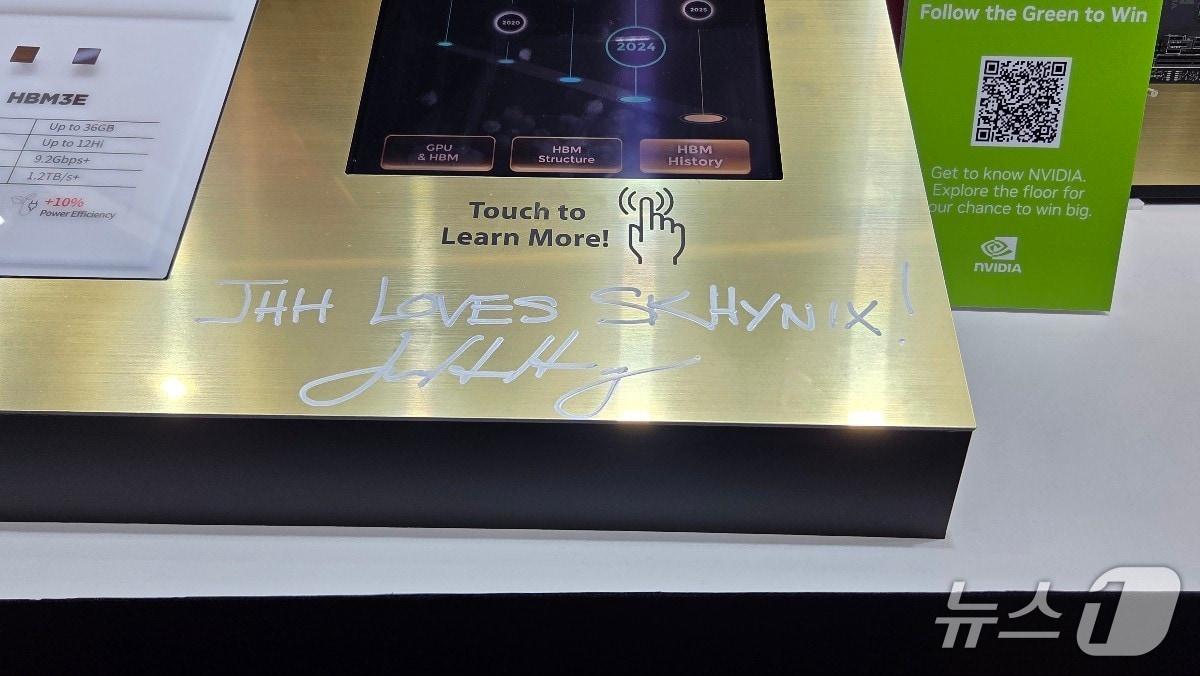 HBM3E
Up to 36GB
Up to 12Hi
9.2Gbps+
1.2TB/s+
+10%
Power Efficiency
2020
2024
2025
GPU
& HBM
HBM
Structure
HBM
History
Touch to
Learn More!
JHH LOVES SKHYNIX!
Follow the Green to Win
Get to know NVIDIA.
Explore the floor for
our chance to win big.
NVIDIA
뉴스1